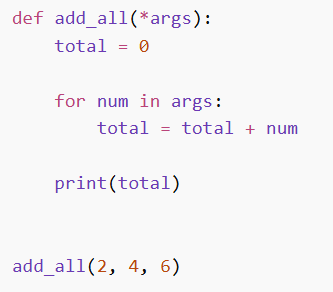 def add_all(*args):
    total = 0
    for num in args:
        total = total + num
    print(total)
add_all(2, 4, 6)